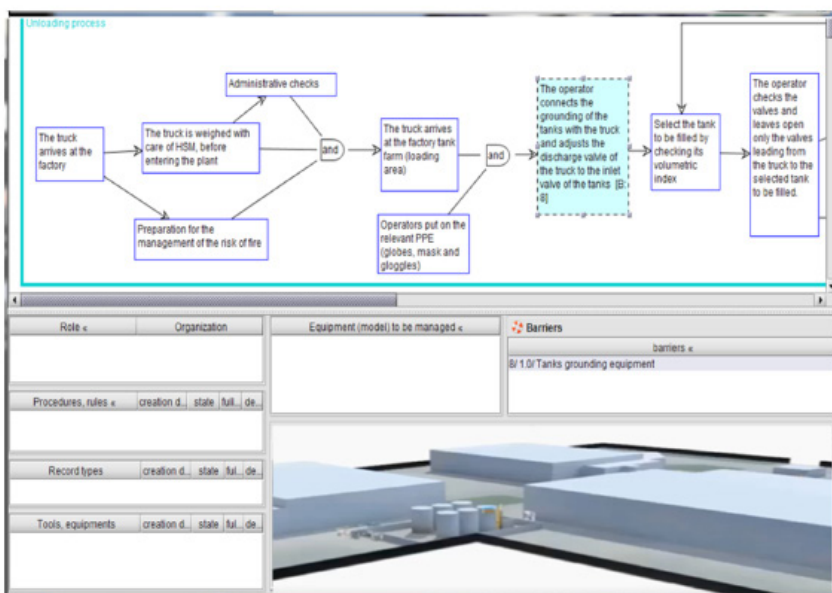 Unloading process
Administrative checks
The truck
arrives at the
factory
The truck is weighed with
care of HSM, before
entering the plant
and
Preparation for the
management of the risk of fire
The truck arrives
at the factory tank
farm (loading
area)
and
Operators put on the
relevant PPE
(globes, mask and
gloggles)
The operator
connects the
grounding of the
tanks with the truck
and adjusts the
discharge valvle of
the truck to the inlet
valve of the tanks [B:
8]
Select the tank
to be filled by
checking its
volumetric
index
The operator
checks the
valves and
leaves open
only the valves
leading from
the truck to the
selected tank
to be filled.
Role « Organization
Equipment (model) to be managed «
Barriers
barriers «
8/ 1.0/ Tanks grounding equipment
Procedures, rules « creation d... state full... de...
Record types creation d... state ful... de...
Tools, equipments creation d... state ful... de...